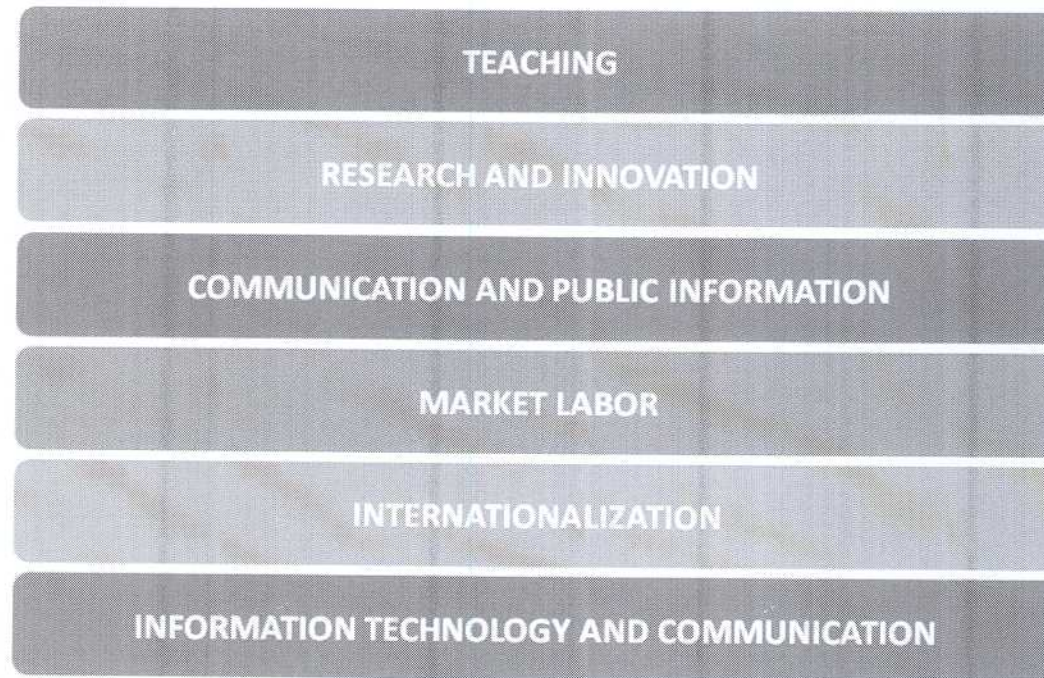 TEACHING
RESEARCH AND INNOVATION
COMMUNICATION AND PUBLIC INFORMATION
MARKET LABOR
INTERNATIONALIZATION
INFORMATION TECHNOLOGY AND COMMUNICATION